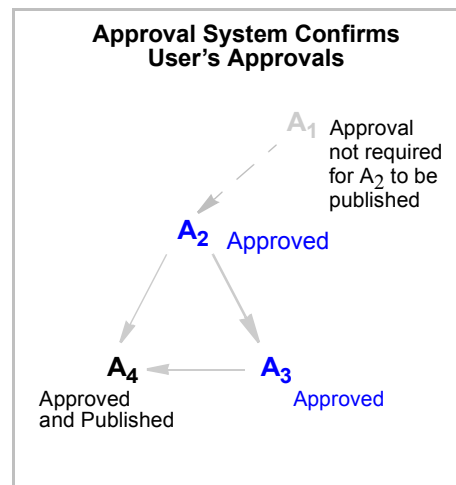 Approval System Confirms
User's Approvals
A1
Approval
not required
for A2 to be
published
A2 Approved
A4
Approved
and Published
A3
Approved